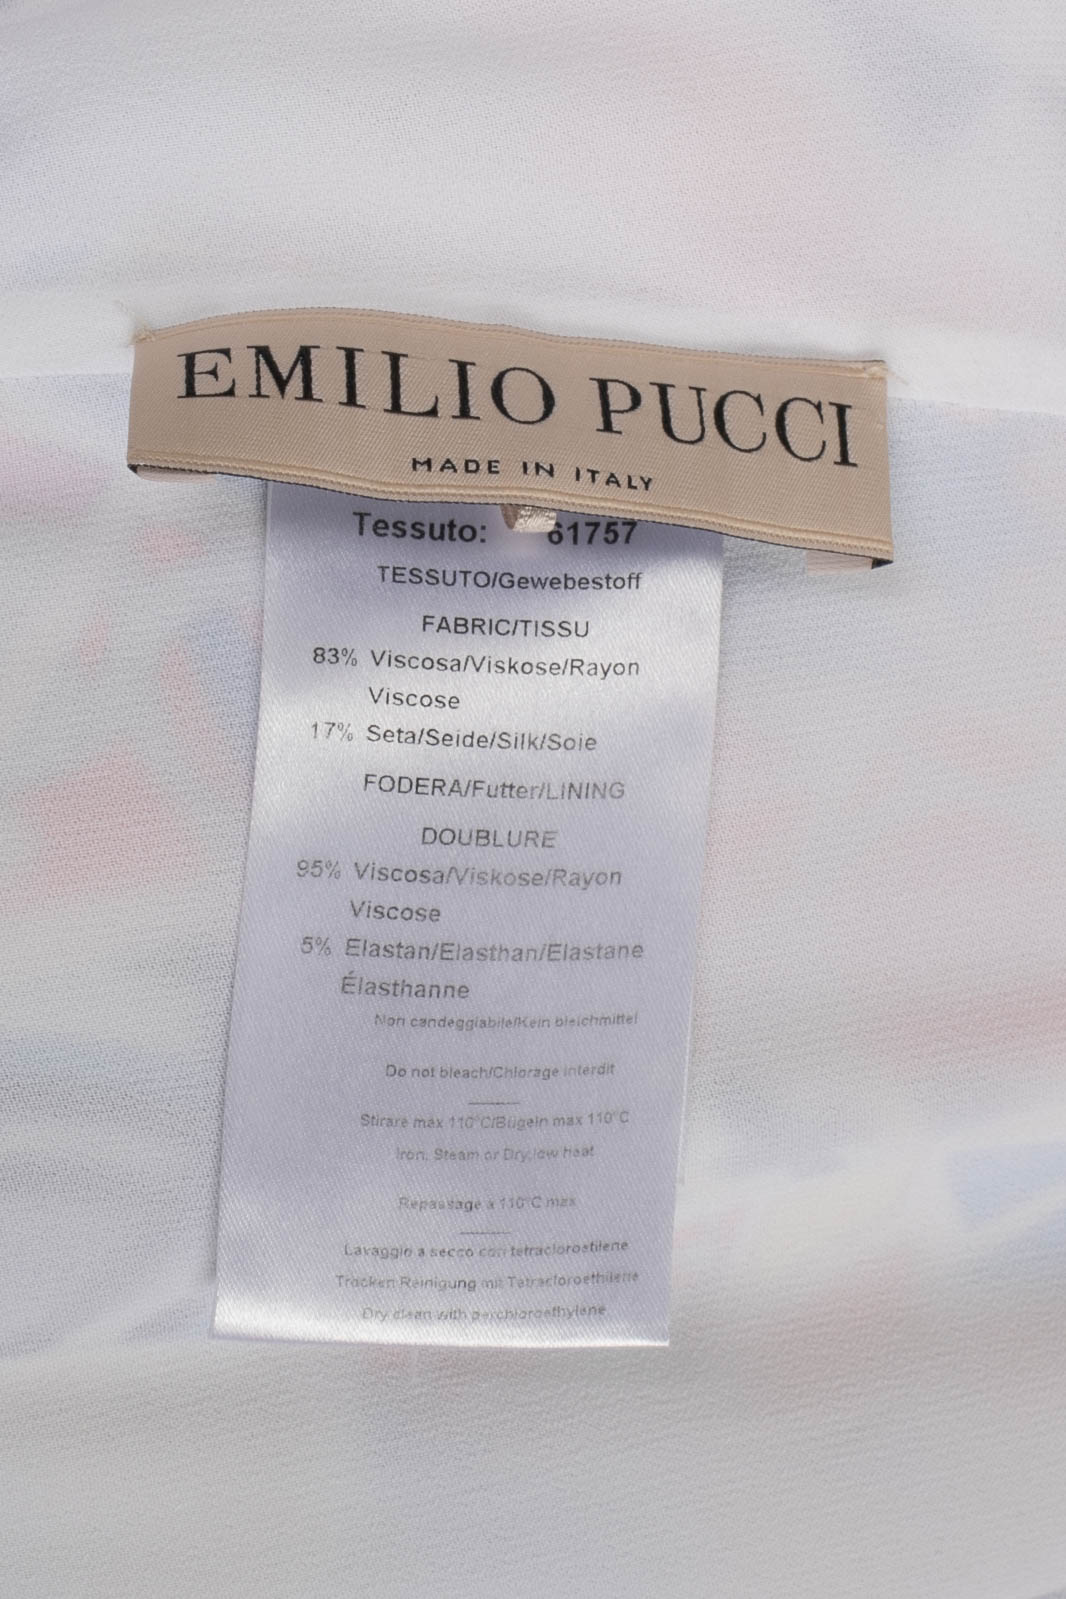 EMILIO PUCCI
MADE IN ITALY
Tessuto: 61757
TESSUTO/Gewebestoff
FABRIC/TISSU
83% Viscosa/Viskose/Rayon
Viscose
17% Seta/Seide/Silk/Soie
FODERA/Futter/LINING
DOUBLURE
95% Viscosa/Viskose/Rayon
Viscose
5% Elastan/Elasthan/Elastane
Élasthanne
Non candeggiabile/Kein bleichmittel
Do not bleach/Chlorage interdit
Stirare max 110°C/Bügeln max 110°C
Iron, Steam or Dry, low heat
Repassage a 110°C max
Lavaggio a secco con tetracloroetilene
Trocken Reinigung mit Tetracloroethilene
Dry clean with perchloroethylene